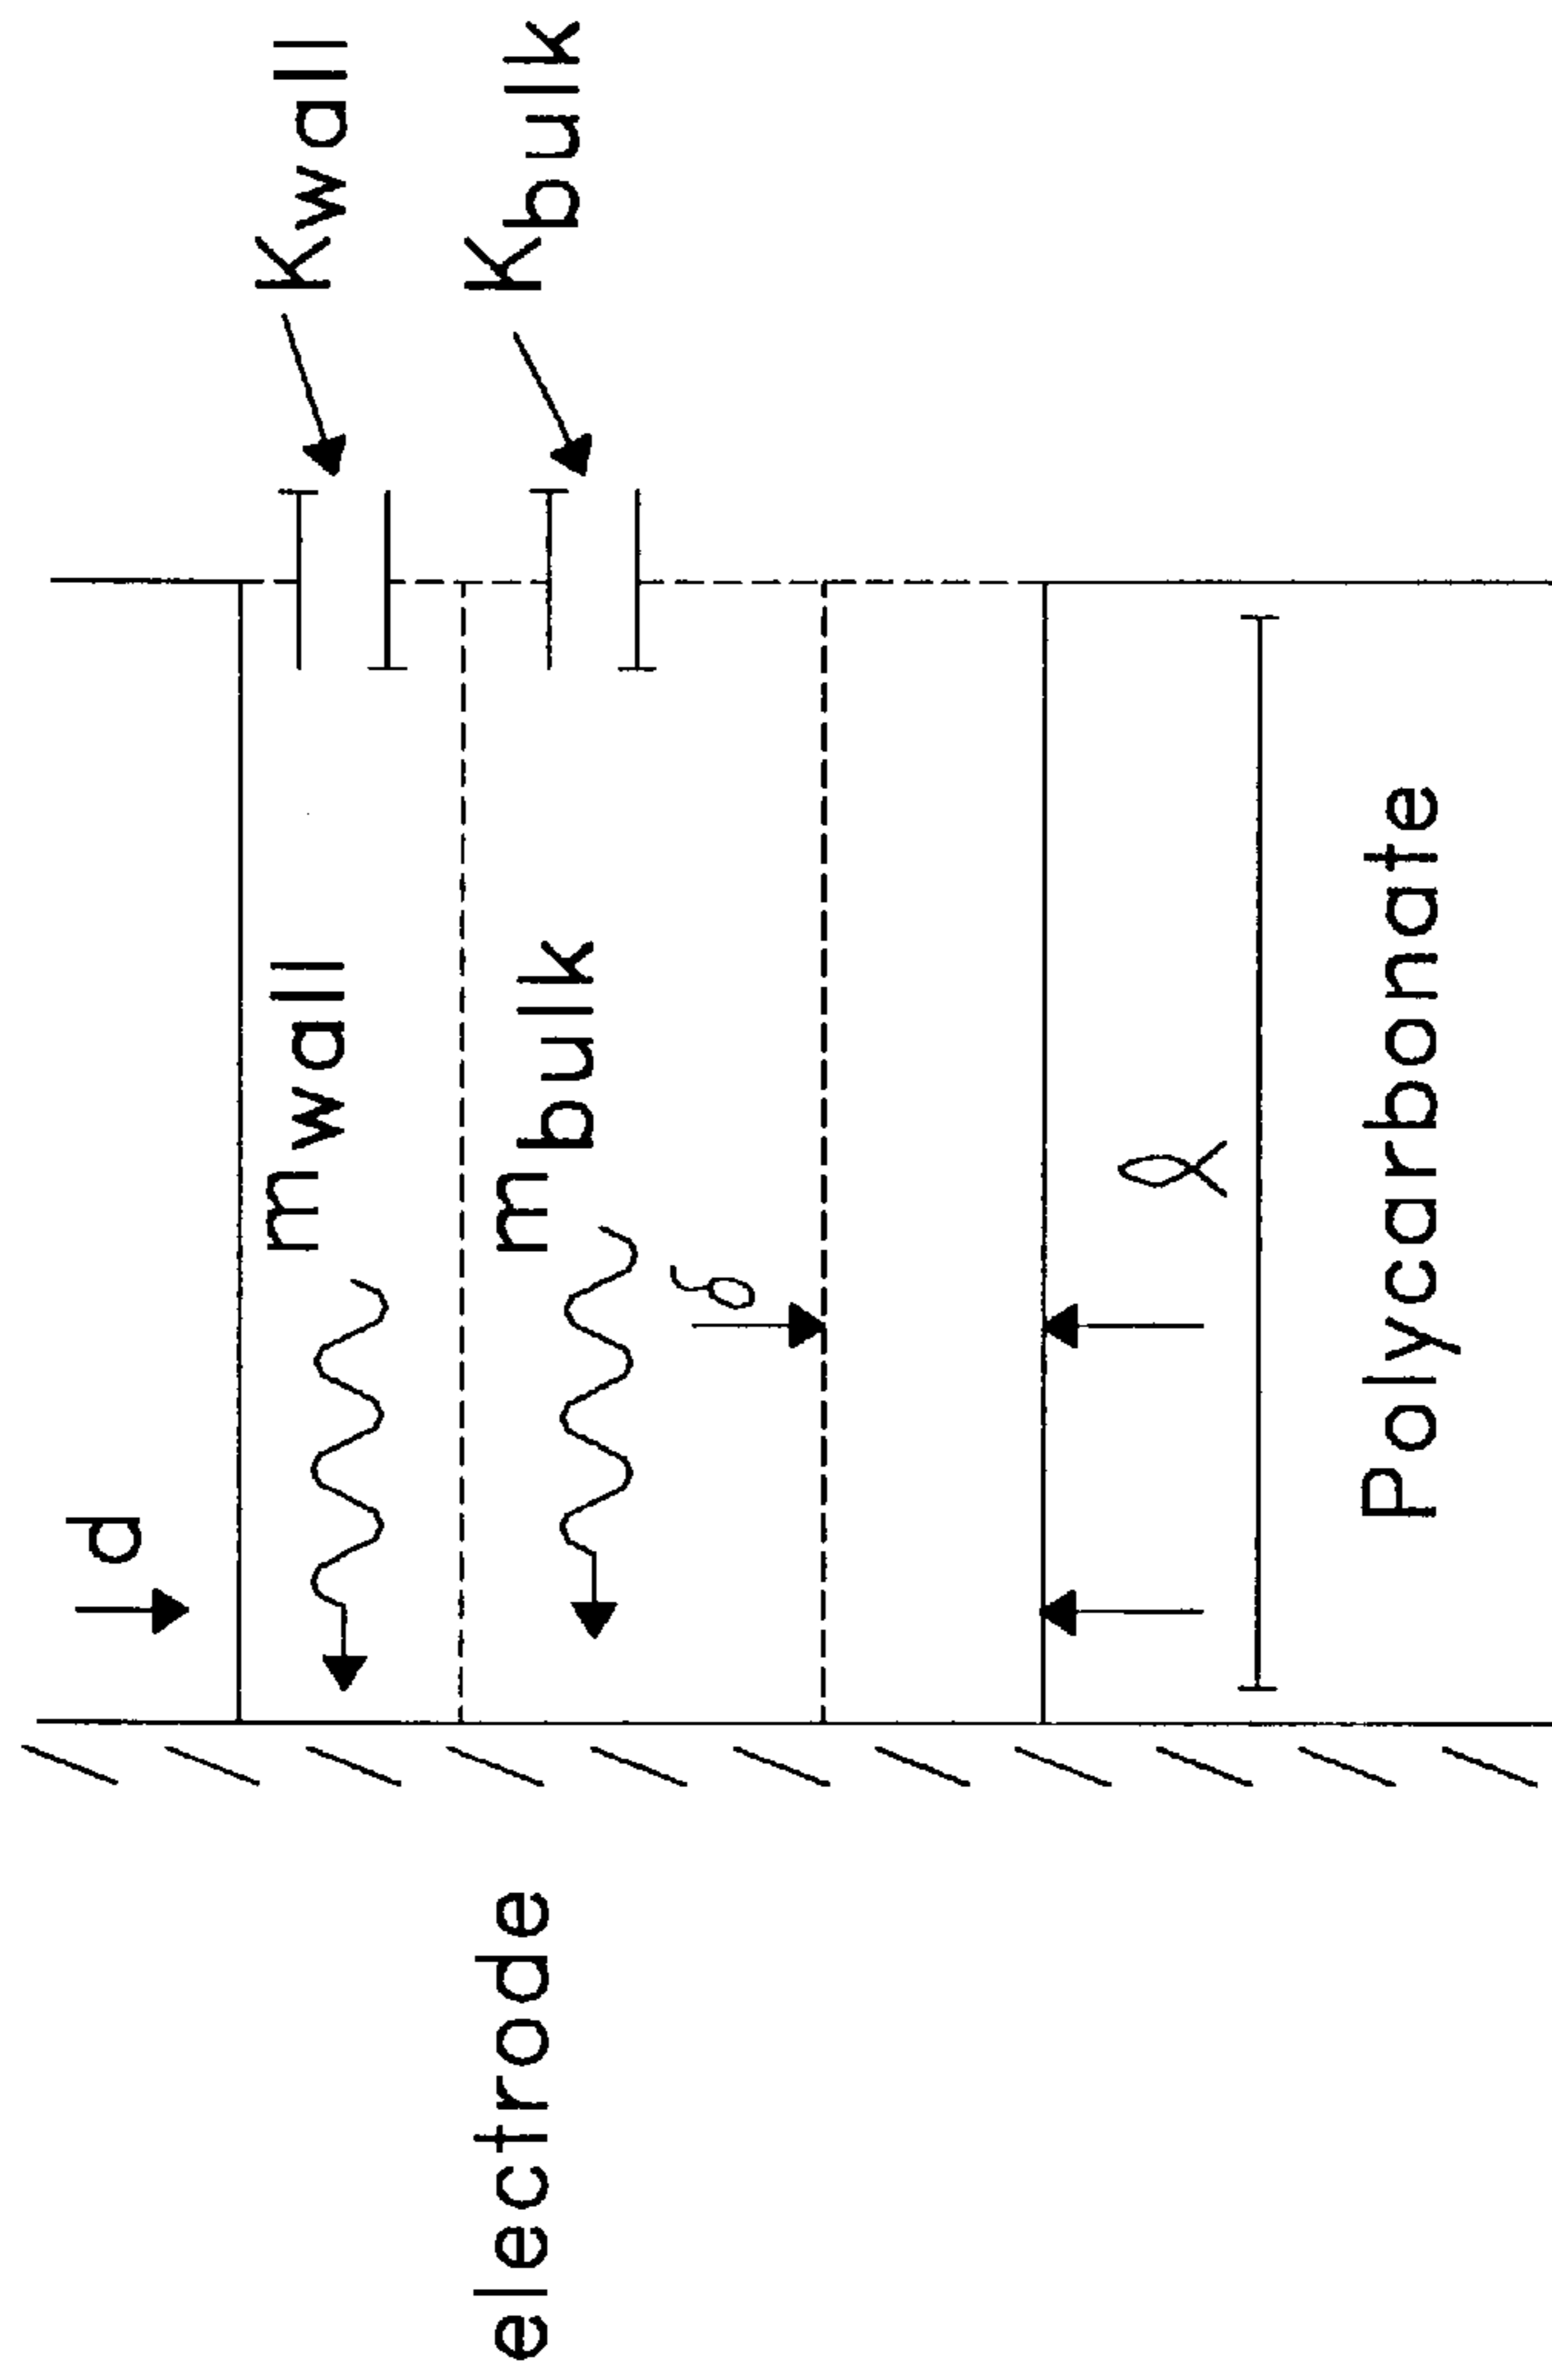 d
mwall
Kwall
mbulk
Kbulk
δ
ℓ
electrode
Polycarbonate